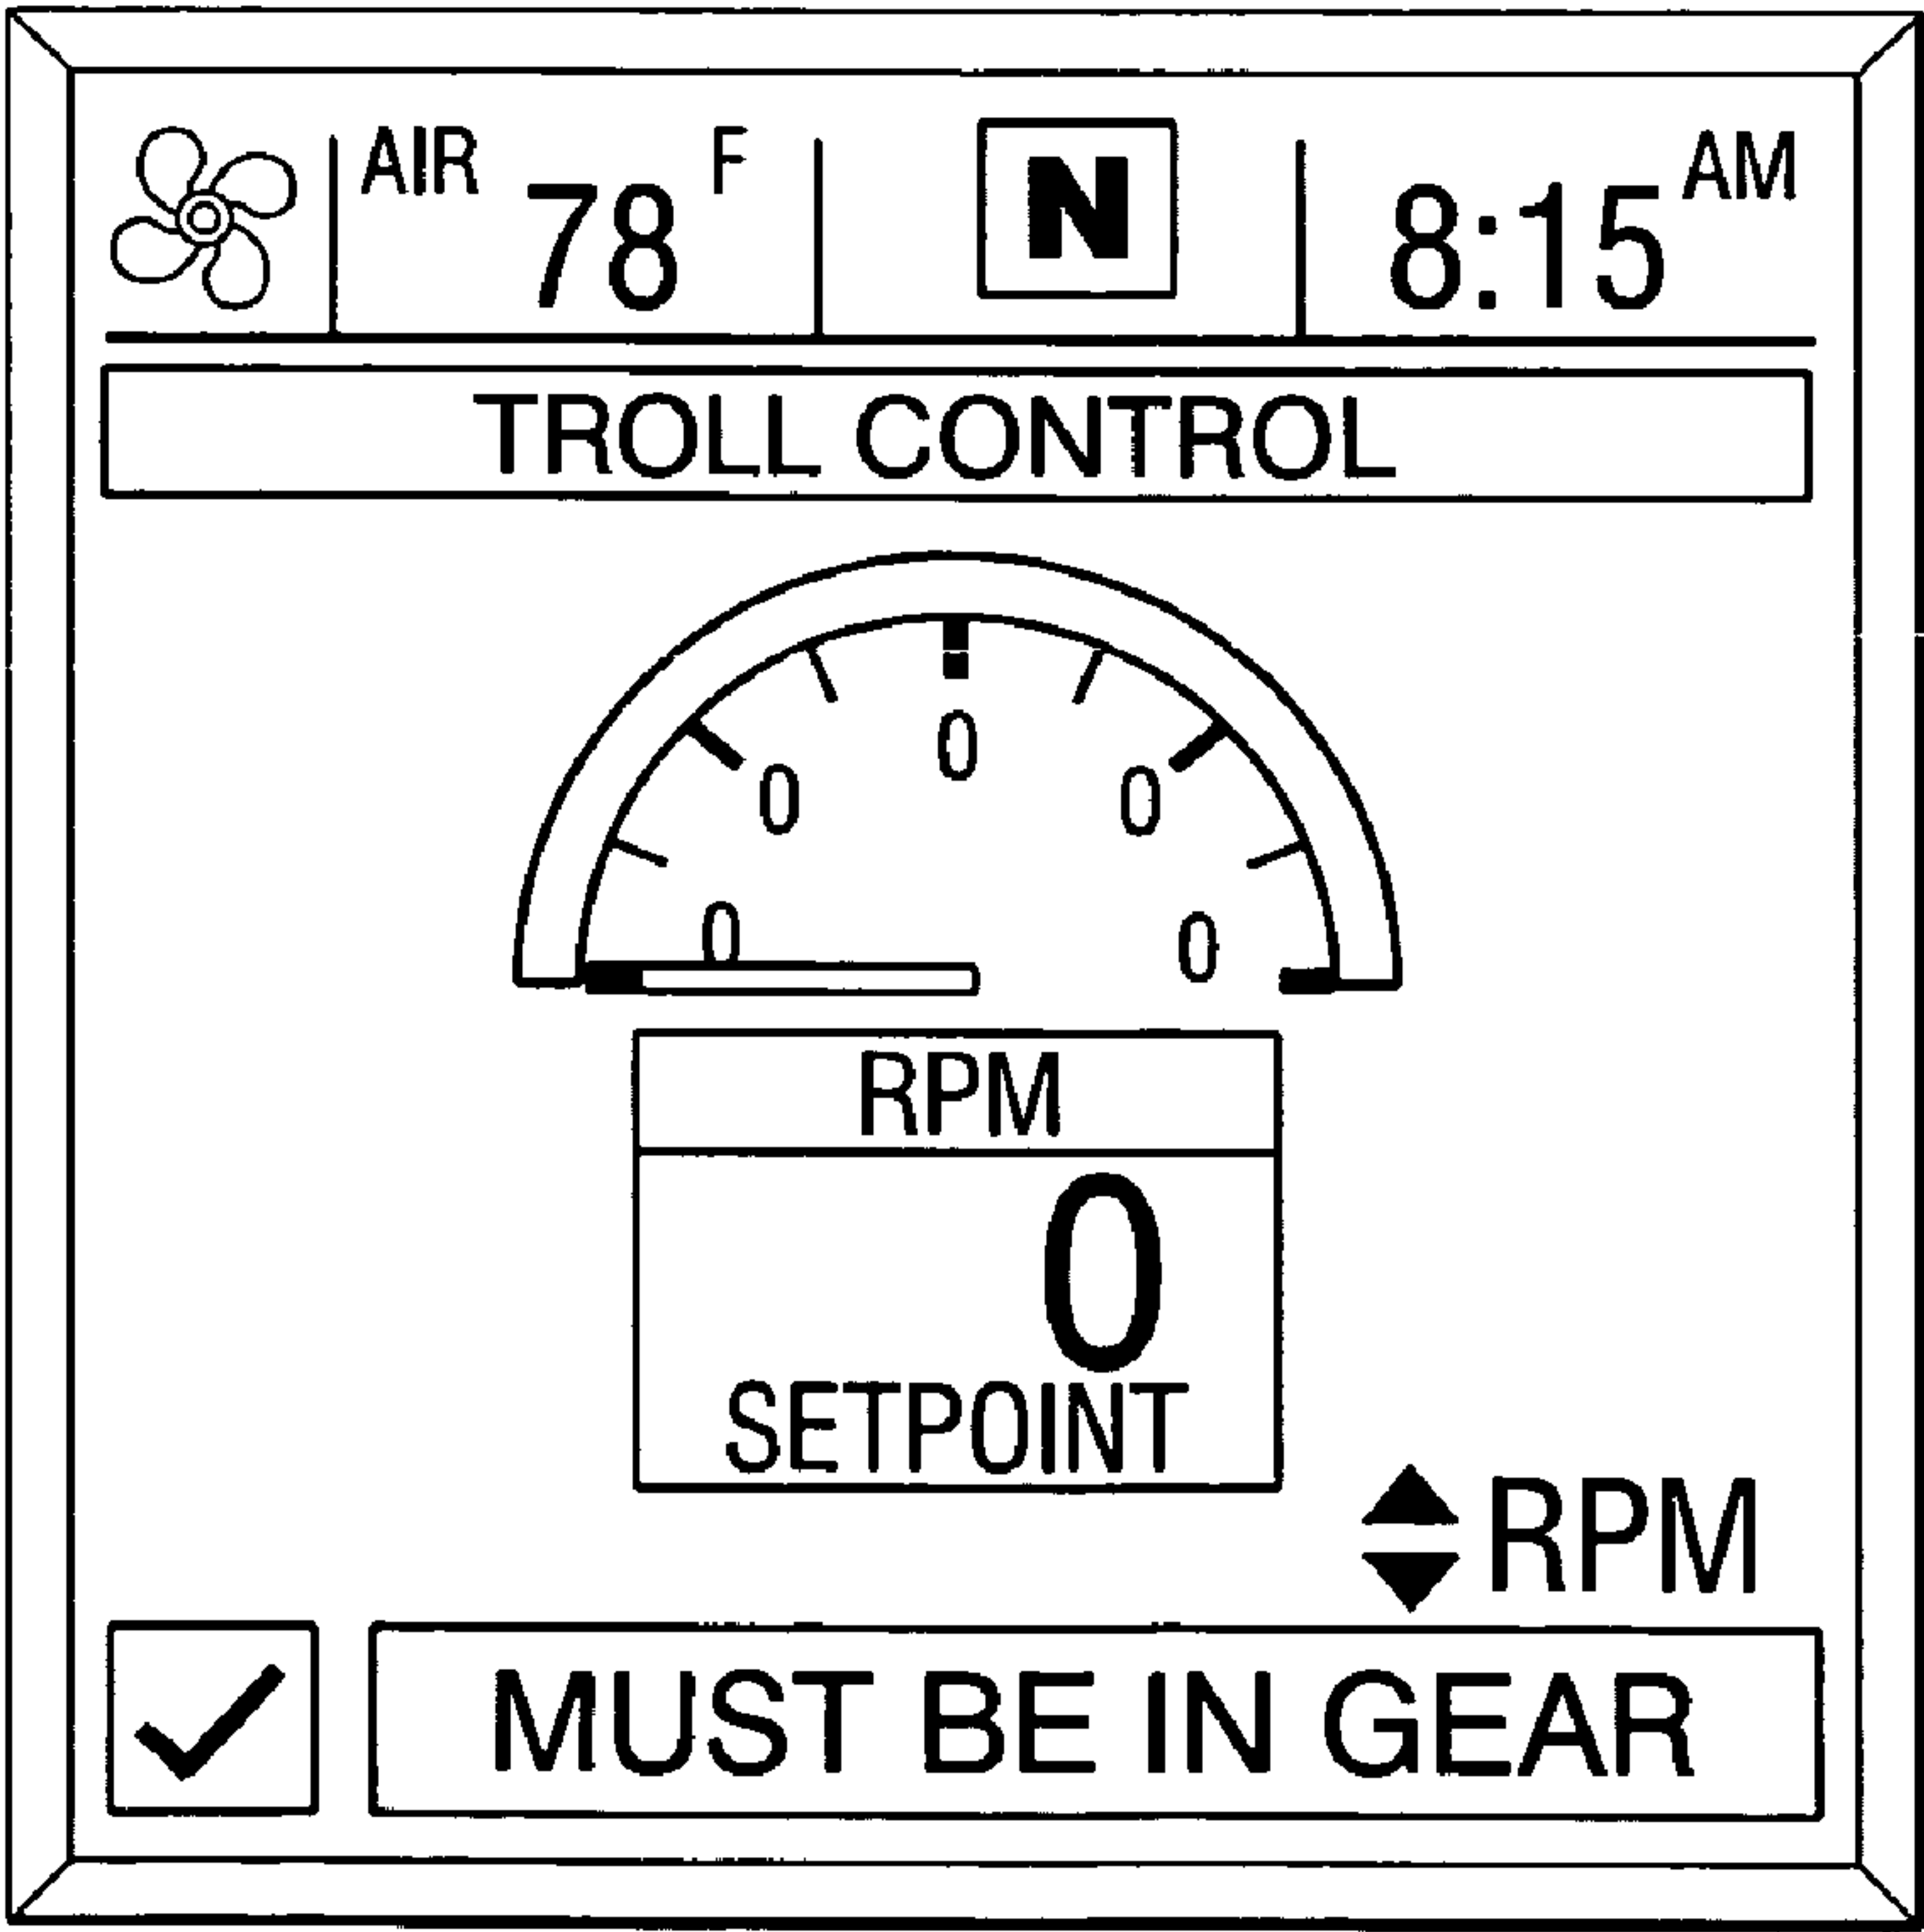 AIR 78 F N 8:15 AM
TROLL CONTROL
0
0 0
0 0
RPM
0
SETPOINT
RPM
MUST BE IN GEAR